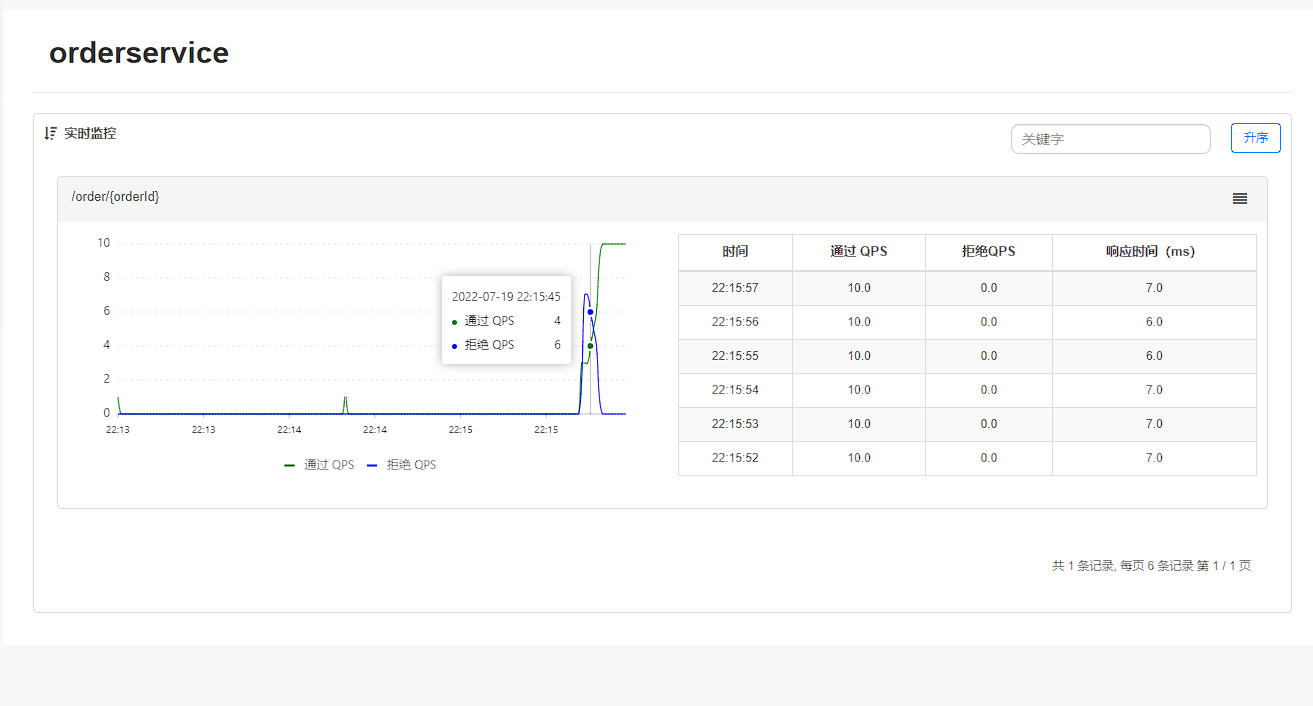 orderservice
实时监控
关键字
升序
/order/{orderId}
10
8
6
4
2
0
22:13 22:13 22:14 22:14 22:15 22:15
2022-07-19 22:15:45
通过 QPS 4
拒绝 QPS 6
通过 QPS 拒绝 QPS
时间 通过 QPS 拒绝QPS 响应时间（ms）
22:15:57 10.0 0.0 7.0
22:15:56 10.0 0.0 6.0
22:15:55 10.0 0.0 6.0
22:15:54 10.0 0.0 7.0
22:15:53 10.0 0.0 7.0
22:15:52 10.0 0.0 7.0
共 1 条记录, 每页 6 条记录 第 1 / 1 页